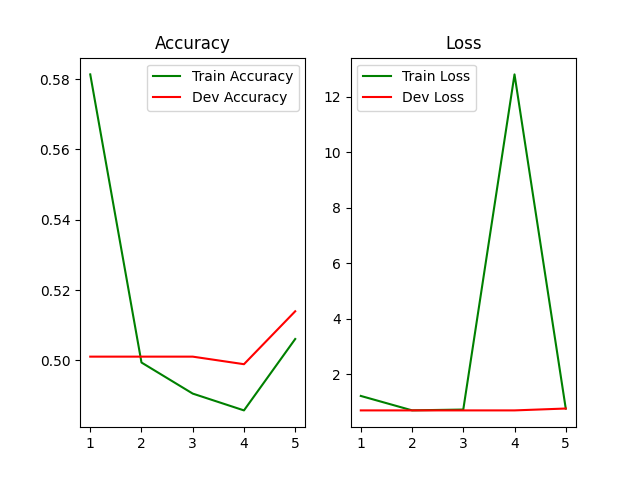 Accuracy
Train Accuracy
Dev Accuracy
0.58
0.56
0.54
0.52
0.50
1 2 3 4 5
Loss
Train Loss
Dev Loss
12
10
8
6
4
2
1 2 3 4 5